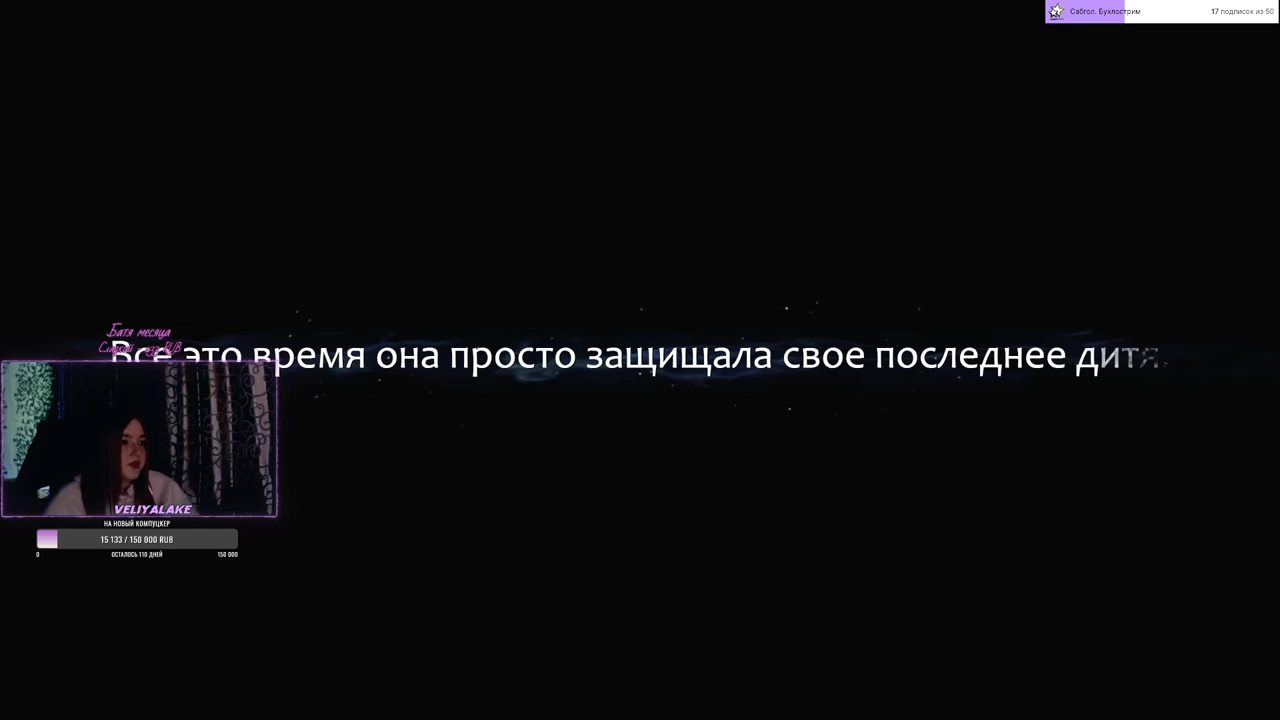 Сабгол. Бухлострим
17 подписок из 50
Батя месяца
Все это время она просто защищала свое последнее дитя.
VELIYALAKE
НА НОВЫЙ КОМПУЦКЕР
15 133 / 150 000 RUB
0
ОСТАЛОСЬ 110 ДНЕЙ
150 000